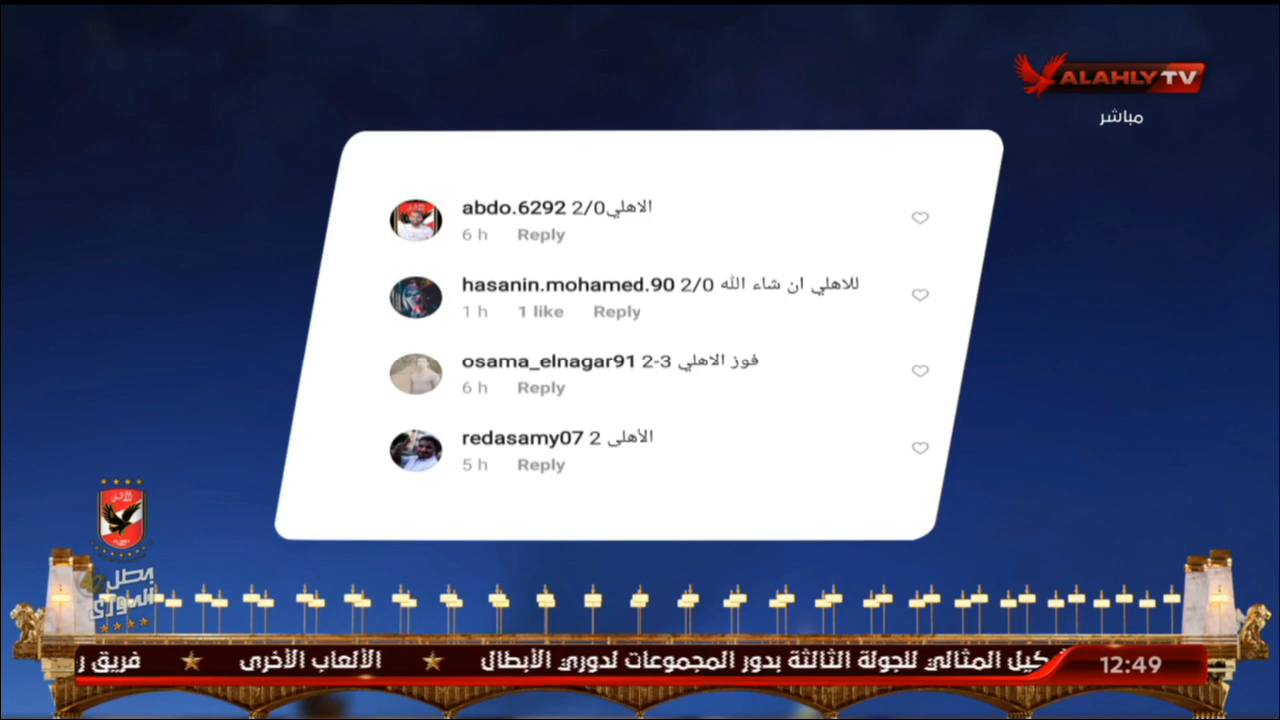 ALAHLY TV
مباشر
abdo.6292 2/0الاهلي
6 h Reply
hasanin.mohamed.90 2/0 للاهلي ان شاء الله
1 h 1 like Reply
osama_elnagar91 2-3 فوز الاهلي
6 h Reply
redasamy07 2 الأهلى
5 h Reply
بطل
الدوري
كيل المثالي للجولة الثالثة بدور المجموعات لدوري الأبطال ★ الألعاب الأخرى ★ فريق ر
12:49